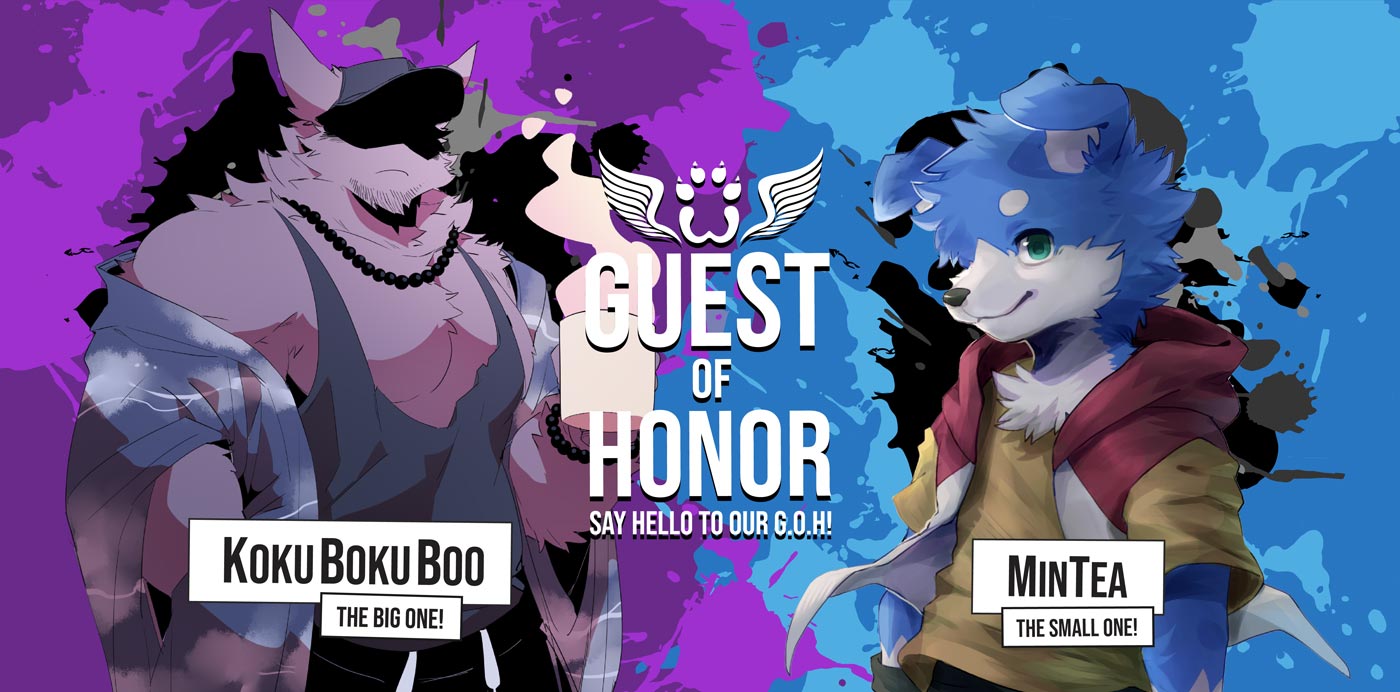 GUEST
OF
HONOR
SAY HELLO TO OUR G.O.H!
KOKU BOKU BOO
THE BIG ONE!
MINTEA
THE SMALL ONE!